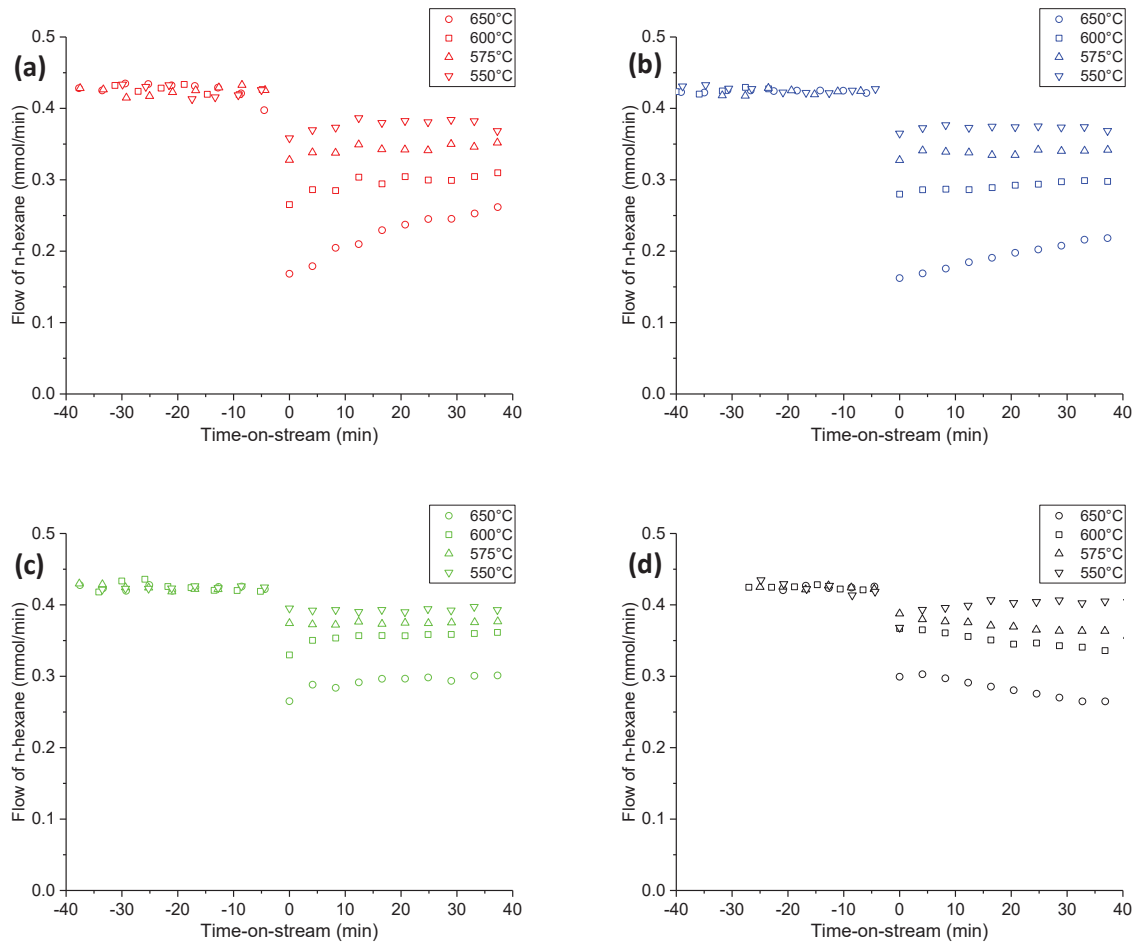 (a)
650°C
600°C
575°C
550°C
0.5
0.4
0.3
0.2
0.1
0.0
Flow of n-hexane (mmol/min)
-40 -30 -20 -10 0 10 20 30 40
Time-on-stream (min)
(b)
650°C
600°C
575°C
550°C
0.5
0.4
0.3
0.2
0.1
0.0
Flow of n-hexane (mmol/min)
-40 -30 -20 -10 0 10 20 30 40
Time-on-stream (min)
(c)
650°C
600°C
575°C
550°C
0.5
0.4
0.3
0.2
0.1
0.0
Flow of n-hexane (mmol/min)
-40 -30 -20 -10 0 10 20 30 40
Time-on-stream (min)
(d)
650°C
600°C
575°C
550°C
0.5
0.4
0.3
0.2
0.1
0.0
Flow of n-hexane (mmol/min)
-40 -30 -20 -10 0 10 20 30 40
Time-on-stream (min)